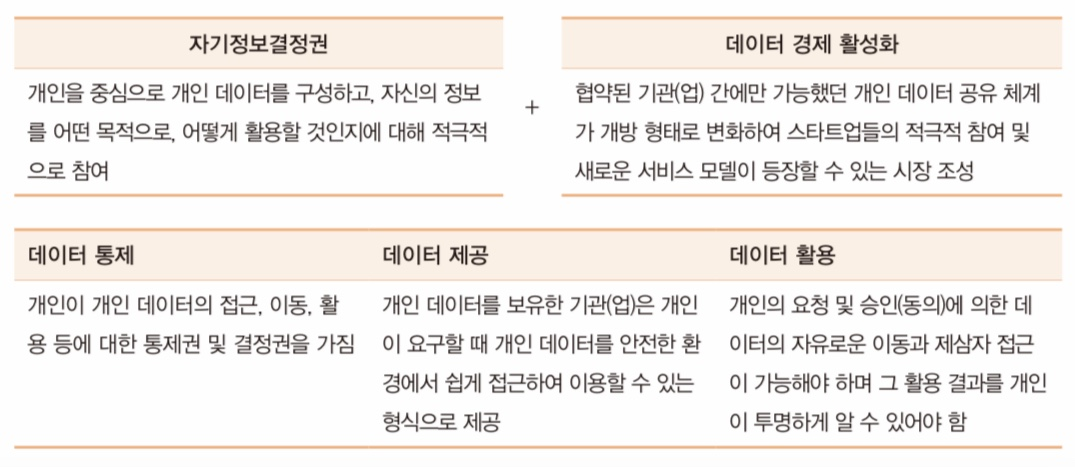 자기정보결정권
개인을 중심으로 개인 데이터를 구성하고, 자신의 정보
를 어떤 목적으로, 어떻게 활용할 것인지에 대해 적극적
으로 참여
+
데이터 경제 활성화
협약된 기관(업) 간에만 가능했던 개인 데이터 공유 체계
가 개방 형태로 변화하여 스타트업들의 적극적 참여 및
새로운 서비스 모델이 등장할 수 있는 시장 조성
데이터 통제
개인이 개인 데이터의 접근, 이동, 활
용 등에 대한 통제권 및 결정권을 가짐
데이터 제공
개인 데이터를 보유한 기관(업)은 개인
이 요구할 때 개인 데이터를 안전한 환
경에서 쉽게 접근하여 이용할 수 있는
형식으로 제공
데이터 활용
개인의 요청 및 승인(동의)에 의한 데
이터의 자유로운 이동과 제삼자 접근
이 가능해야 하며 그 활용 결과를 개인
이 투명하게 알 수 있어야 함